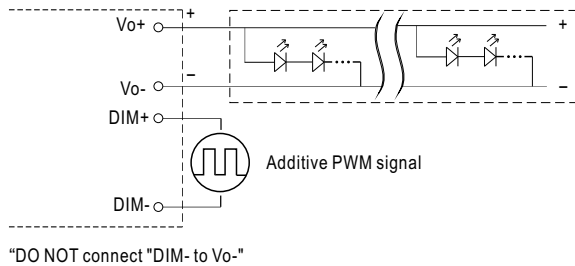 Vo+
+
+
Vo-
–
–
DIM+
Additive PWM signal
DIM-
“DO NOT connect "DIM- to Vo-"